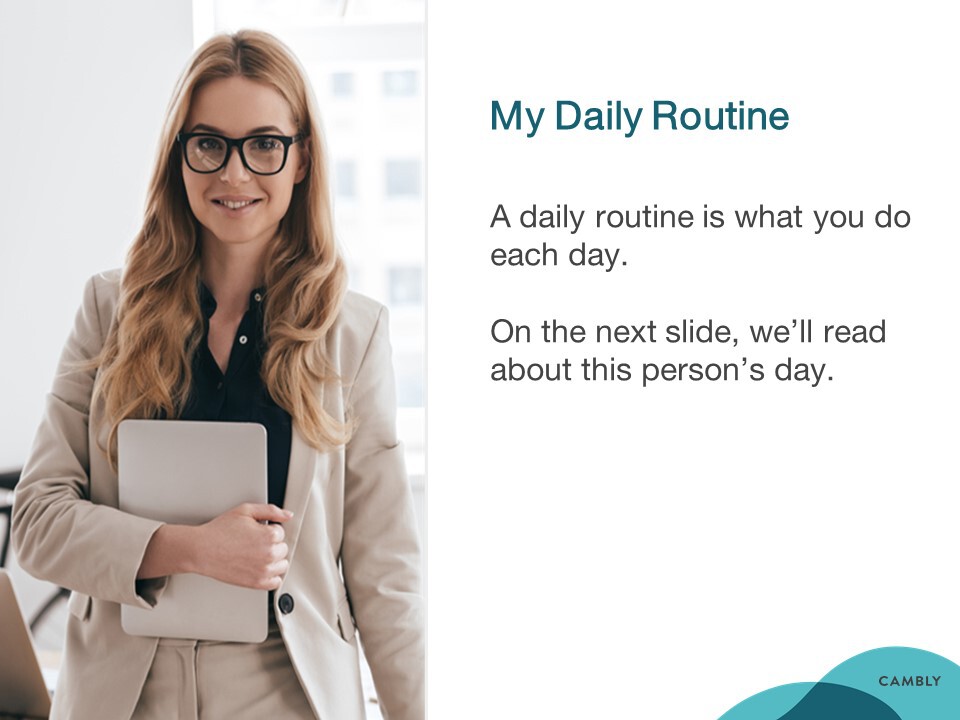 My Daily Routine
A daily routine is what you do
each day.
On the next slide, we’ll read
about this person’s day.
CAMBLY